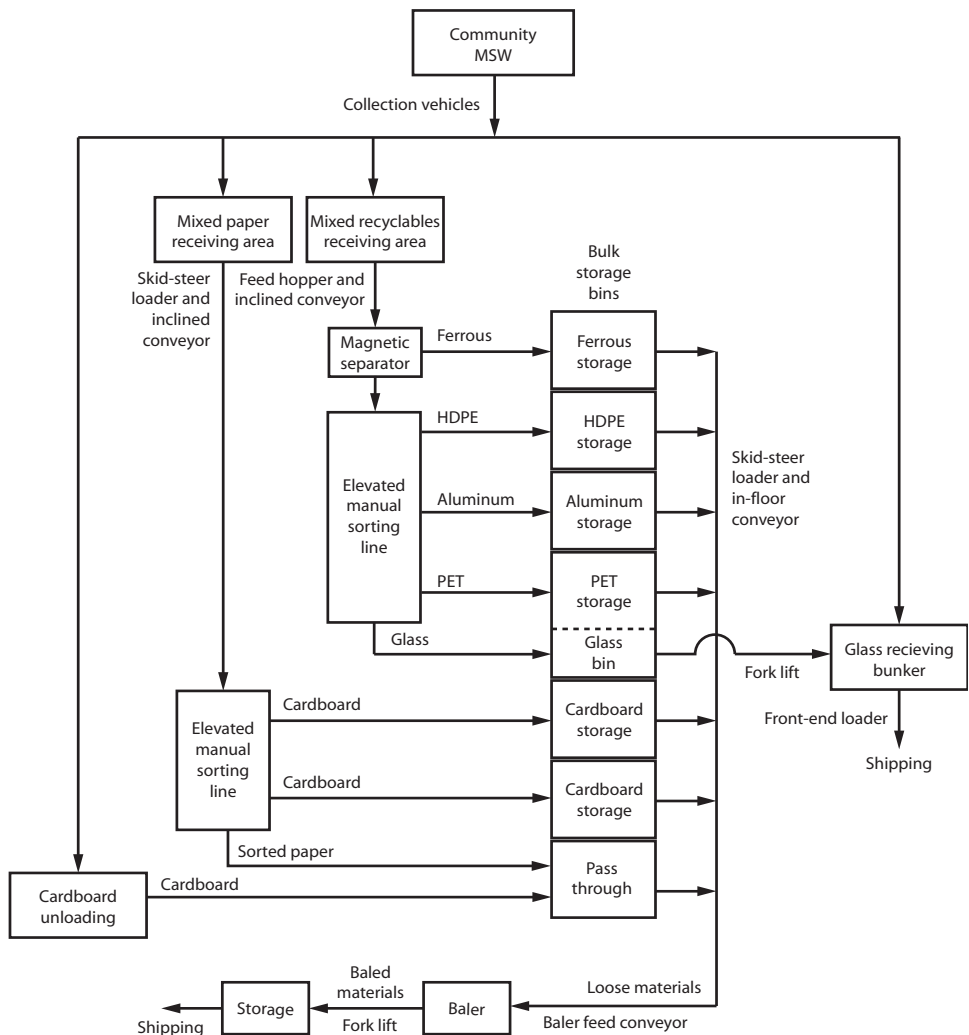 Community
MSW
Collection vehicles
Mixed paper
receiving area
Mixed recyclables
receiving area
Skid-steer
loader and
inclined
conveyor
Feed hopper and
inclined conveyor
Bulk
storage
bins
Magnetic
separator
Ferrous
Ferrous
storage
HDPE
HDPE
storage
Elevated
manual
sorting
line
Aluminum
Aluminum
storage
Skid-steer
loader and
in-floor
conveyor
PET
PET
storage
Glass
Glass
bin
Fork lift
Glass recieving
bunker
Front-end loader
Shipping
Elevated
manual
sorting
line
Cardboard
Cardboard
storage
Cardboard
Cardboard
storage
Sorted paper
Pass
through
Cardboard
unloading
Cardboard
Loose materials
Baler feed conveyor
Baler
Baled
materials
Fork lift
Storage
Shipping